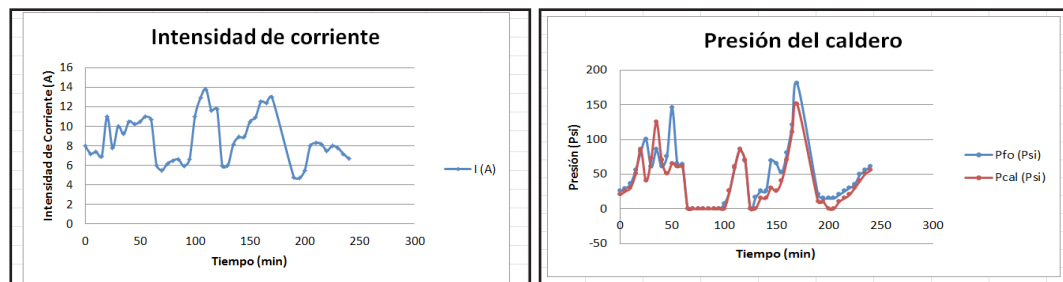 Intensidad de corriente
Intensidad de Corriente (A)
16
14
12
10
8
6
4
2
0
0 50 100 150 200 250 300
Tiempo (min)
I (A)
Presión del caldero
Presión (Psi)
200
150
100
50
0
-50
0 50 100 150 200 250 300
Tiempo (min)
Pfo (Psi)
Pcal (Psi)